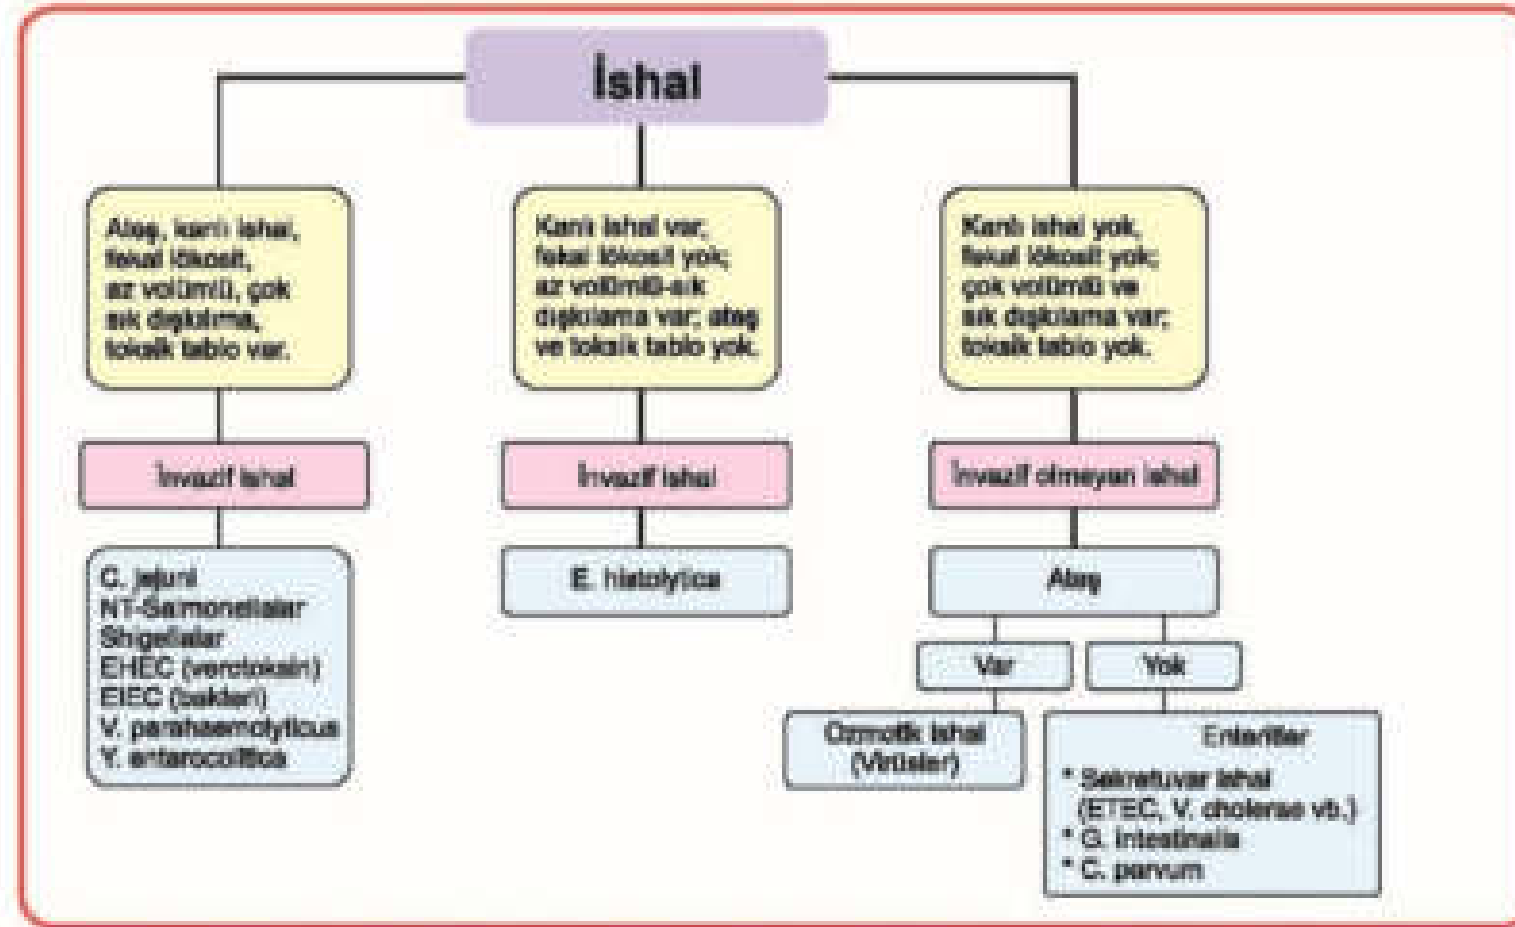 İshal
Ateş, kanlı ishal,
fekal lökosit,
az volümlü, çok
sık dışkılma,
toksik tablo var.
Kanlı ishal var,
fekal lökosit yok;
az volümlü-sık
dışkılama var; ateş
ve toksik tablo yok.
Kanlı ishal yok,
fekal lökosit yok;
çok volümlü ve
sık dışkılama var;
toksik tablo yok.
İnvazif ishal
İnvazif ishal
İnvazif olmayan ishal
C. jejuni
NT-Salmonellalar
Shigellalar
EHEC (verotoksin)
EIEC (bakteri)
V. parahaemolyticus
Y. enterocolitica
E. histolytica
Ateş
Var
Yok
Ozmotik ishal
(Virüsler)
Enteritler
* Sekretuvar ishal
(ETEC, V. cholerae vb.)
* G. intestinalis
* C. parvum